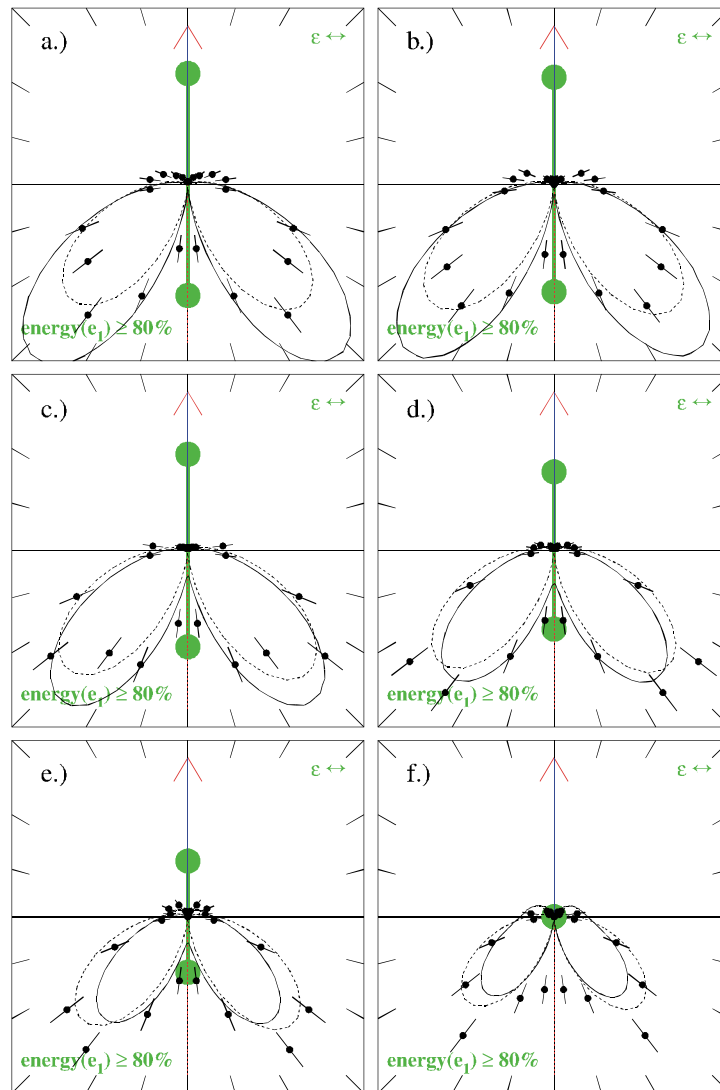 a.) ε ↔
energy(e₁) ≥ 80%
b.) ε ↔
energy(e₁) ≥ 80%
c.) ε ↔
energy(e₁) ≥ 80%
d.) ε ↔
energy(e₁) ≥ 80%
e.) ε ↔
energy(e₁) ≥ 80%
f.) ε ↔
energy(e₁) ≥ 80%